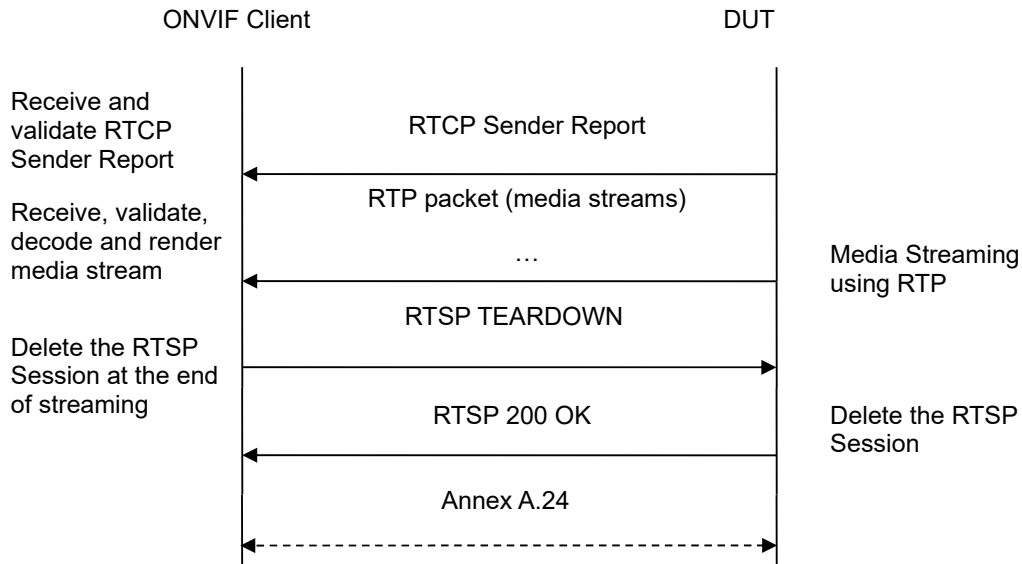 ONVIF Client
DUT
Receive and
validate RTCP
Sender Report
RTCP Sender Report
RTP packet (media streams)
Receive, validate,
decode and render
media stream
…
Media Streaming
using RTP
RTSP TEARDOWN
Delete the RTSP
Session at the end
of streaming
RTSP 200 OK
Delete the RTSP
Session
Annex A.24